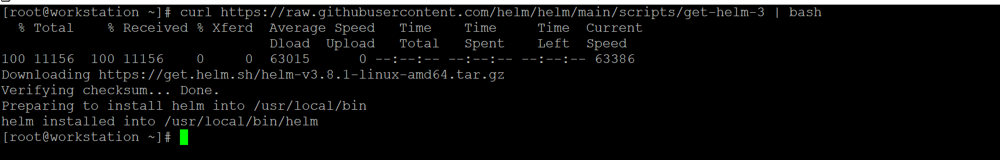 [root@workstation ~]# curl https://raw.githubusercontent.com/helm/helm/main/scripts/get-helm-3 | bash
  % Total    % Received % Xferd  Average Speed   Time    Time     Time  Current
                                 Dload  Upload   Total   Spent    Left  Speed
100 11156  100 11156    0     0  63015      0 --:--:-- --:--:-- --:--:-- 63386
Downloading https://get.helm.sh/helm-v3.8.1-linux-amd64.tar.gz
Verifying checksum... Done.
Preparing to install helm into /usr/local/bin
helm installed into /usr/local/bin/helm
[root@workstation ~]#